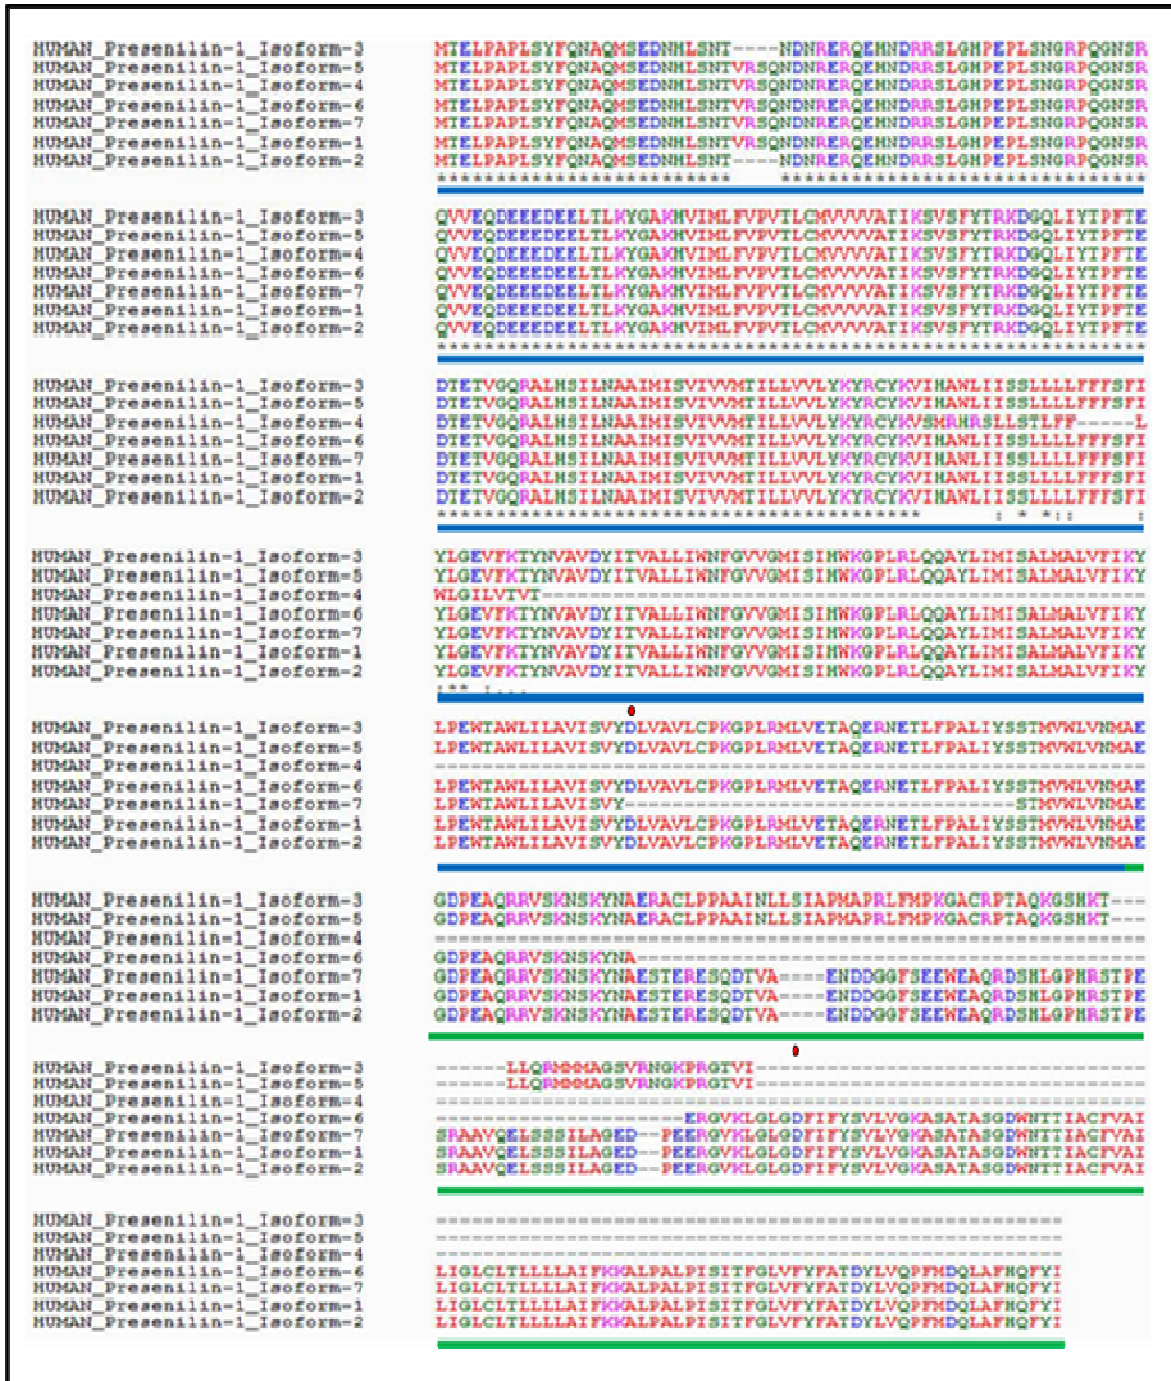 HUMAN_Presenilin-1_Isoform-3 MTELPAPLSYFQNAQMSEDNHLSNT----NDNRERQEHNDRRSLGHPEPLSNGRPQGNSR
HUMAN_Presenilin-1_Isoform-5 MTELPAPLSYFQNAQMSEDNHLSNTVRSQNDNRERQEHNDRRSLGHPEPLSNGRPQGNSR
HUMAN_Presenilin-1_Isoform-4 MTELPAPLSYFQNAQMSEDNHLSNTVRSQNDNRERQEHNDRRSLGHPEPLSNGRPQGNSR
HUMAN_Presenilin-1_Isoform-6 MTELPAPLSYFQNAQMSEDNHLSNTVRSQNDNRERQEHNDRRSLGHPEPLSNGRPQGNSR
HUMAN_Presenilin-1_Isoform-7 MTELPAPLSYFQNAQMSEDNHLSNTVRSQNDNRERQEHNDRRSLGHPEPLSNGRPQGNSR
HUMAN_Presenilin-1_Isoform-1 MTELPAPLSYFQNAQMSEDNHLSNTVRSQNDNRERQEHNDRRSLGHPEPLSNGRPQGNSR
HUMAN_Presenilin-1_Isoform-2 MTELPAPLSYFQNAQMSEDNHLSNT----NDNRERQEHNDRRSLGHPEPLSNGRPQGNSR
*************************    *******************************
HUMAN_Presenilin-1_Isoform-3 QVVEQDEEEDEELTLKYGAKHVIMLFVPVTLCMVVVVATIKSVSFYTRKDGQLIYTPFTE
HUMAN_Presenilin-1_Isoform-5 QVVEQDEEEDEELTLKYGAKHVIMLFVPVTLCMVVVVATIKSVSFYTRKDGQLIYTPFTE
HUMAN_Presenilin-1_Isoform-4 QVVEQDEEEDEELTLKYGAKHVIMLFVPVTLCMVVVVATIKSVSFYTRKDGQLIYTPFTE
HUMAN_Presenilin-1_Isoform-6 QVVEQDEEEDEELTLKYGAKHVIMLFVPVTLCMVVVVATIKSVSFYTRKDGQLIYTPFTE
HUMAN_Presenilin-1_Isoform-7 QVVEQDEEEDEELTLKYGAKHVIMLFVPVTLCMVVVVATIKSVSFYTRKDGQLIYTPFTE
HUMAN_Presenilin-1_Isoform-1 QVVEQDEEEDEELTLKYGAKHVIMLFVPVTLCMVVVVATIKSVSFYTRKDGQLIYTPFTE
HUMAN_Presenilin-1_Isoform-2 QVVEQDEEEDEELTLKYGAKHVIMLFVPVTLCMVVVVATIKSVSFYTRKDGQLIYTPFTE
************************************************************
HUMAN_Presenilin-1_Isoform-3 DTETVGQRALHSILNAAIMISVIVVMTILLVVLYKYRCYKVIHAWLIISSLLLLFFFSFI
HUMAN_Presenilin-1_Isoform-5 DTETVGQRALHSILNAAIMISVIVVMTILLVVLYKYRCYKVIHAWLIISSLLLLFFFSFI
HUMAN_Presenilin-1_Isoform-4 DTETVGQRALHSILNAAIMISVIVVMTILLVVLYKYRCYKVSMRHRSLLSTLFF-----L
HUMAN_Presenilin-1_Isoform-6 DTETVGQRALHSILNAAIMISVIVVMTILLVVLYKYRCYKVIHAWLIISSLLLLFFFSFI
HUMAN_Presenilin-1_Isoform-7 DTETVGQRALHSILNAAIMISVIVVMTILLVVLYKYRCYKVIHAWLIISSLLLLFFFSFI
HUMAN_Presenilin-1_Isoform-1 DTETVGQRALHSILNAAIMISVIVVMTILLVVLYKYRCYKVIHAWLIISSLLLLFFFSFI
HUMAN_Presenilin-1_Isoform-2 DTETVGQRALHSILNAAIMISVIVVMTILLVVLYKYRCYKVIHAWLIISSLLLLFFFSFI
*****************************************      : * *::     :
HUMAN_Presenilin-1_Isoform-3 YLGEVFKTYNVAVDYITVALLIWNFGVVGMISIHWKGPLRLQQAYLIMISALMALVFIKY
HUMAN_Presenilin-1_Isoform-5 YLGEVFKTYNVAVDYITVALLIWNFGVVGMISIHWKGPLRLQQAYLIMISALMALVFIKY
HUMAN_Presenilin-1_Isoform-4 WLGILVTVT---------------------------------------------------
HUMAN_Presenilin-1_Isoform-6 YLGEVFKTYNVAVDYITVALLIWNFGVVGMISIHWKGPLRLQQAYLIMISALMALVFIKY
HUMAN_Presenilin-1_Isoform-7 YLGEVFKTYNVAVDYITVALLIWNFGVVGMISIHWKGPLRLQQAYLIMISALMALVFIKY
HUMAN_Presenilin-1_Isoform-1 YLGEVFKTYNVAVDYITVALLIWNFGVVGMISIHWKGPLRLQQAYLIMISALMALVFIKY
HUMAN_Presenilin-1_Isoform-2 YLGEVFKTYNVAVDYITVALLIWNFGVVGMISIHWKGPLRLQQAYLIMISALMALVFIKY
:** :...
HUMAN_Presenilin-1_Isoform-3 LPEWTAWLILAVISVYDLVAVLCPKGPLRMLVETAQERNETLFPALIYSSTMVWLVNMAE
HUMAN_Presenilin-1_Isoform-5 LPEWTAWLILAVISVYDLVAVLCPKGPLRMLVETAQERNETLFPALIYSSTMVWLVNMAE
HUMAN_Presenilin-1_Isoform-4 ------------------------------------------------------------
HUMAN_Presenilin-1_Isoform-6 LPEWTAWLILAVISVYDLVAVLCPKGPLRMLVETAQERNETLFPALIYSSTMVWLVNMAE
HUMAN_Presenilin-1_Isoform-7 LPEWTAWLILAVISVY---------------------------------STMVWLVNMAE
HUMAN_Presenilin-1_Isoform-1 LPEWTAWLILAVISVYDLVAVLCPKGPLRMLVETAQERNETLFPALIYSSTMVWLVNMAE
HUMAN_Presenilin-1_Isoform-2 LPEWTAWLILAVISVYDLVAVLCPKGPLRMLVETAQERNETLFPALIYSSTMVWLVNMAE
HUMAN_Presenilin-1_Isoform-3 GDPEAQRRVSKNSKYNAERACLPPAAINLLSIAPMAPRLFMPKGACRPTAQKGSHKT---
HUMAN_Presenilin-1_Isoform-5 GDPEAQRRVSKNSKYNAERACLPPAAINLLSIAPMAPRLFMPKGACRPTAQKGSHKT---
HUMAN_Presenilin-1_Isoform-4 ------------------------------------------------------------
HUMAN_Presenilin-1_Isoform-6 GDPEAQRRVSKNSKYNA-------------------------------------------
HUMAN_Presenilin-1_Isoform-7 GDPEAQRRVSKNSKYNAESTERESQDTVA----ENDDGGFSEEWEAQRDSHLGPHRSTPE
HUMAN_Presenilin-1_Isoform-1 GDPEAQRRVSKNSKYNAESTERESQDTVA----ENDDGGFSEEWEAQRDSHLGPHRSTPE
HUMAN_Presenilin-1_Isoform-2 GDPEAQRRVSKNSKYNAESTERESQDTVA----ENDDGGFSEEWEAQRDSHLGPHRSTPE
HUMAN_Presenilin-1_Isoform-3 ------LLQRMMMAGSVRNGKPRGTVI---------------------------------
HUMAN_Presenilin-1_Isoform-5 ------LLQRMMMAGSVRNGKPRGTVI---------------------------------
HUMAN_Presenilin-1_Isoform-4 ------------------------------------------------------------
HUMAN_Presenilin-1_Isoform-6 ---------------------ERGVKLGLGDFIFYSVLVGKASATASGDWNTTIACFVAI
HUMAN_Presenilin-1_Isoform-7 SRAAVQELSSSILAGED--PEERGVKLGLGDFIFYSVLVGKASATASGDWNTTIACFVAI
HUMAN_Presenilin-1_Isoform-1 SRAAVQELSSSILAGED--PEERGVKLGLGDFIFYSVLVGKASATASGDWNTTIACFVAI
HUMAN_Presenilin-1_Isoform-2 SRAAVQELSSSILAGED--PEERGVKLGLGDFIFYSVLVGKASATASGDWNTTIACFVAI
HUMAN_Presenilin-1_Isoform-3 -----------------------------------------------------
HUMAN_Presenilin-1_Isoform-5 -----------------------------------------------------
HUMAN_Presenilin-1_Isoform-4 -----------------------------------------------------
HUMAN_Presenilin-1_Isoform-6 LIGLCLTLLLLAIFKKALPALPISITFGLVFYFATDYLVQPFMDQLAFHQFYI
HUMAN_Presenilin-1_Isoform-7 LIGLCLTLLLLAIFKKALPALPISITFGLVFYFATDYLVQPFMDQLAFHQFYI
HUMAN_Presenilin-1_Isoform-1 LIGLCLTLLLLAIFKKALPALPISITFGLVFYFATDYLVQPFMDQLAFHQFYI
HUMAN_Presenilin-1_Isoform-2 LIGLCLTLLLLAIFKKALPALPISITFGLVFYFATDYLVQPFMDQLAFHQFYI